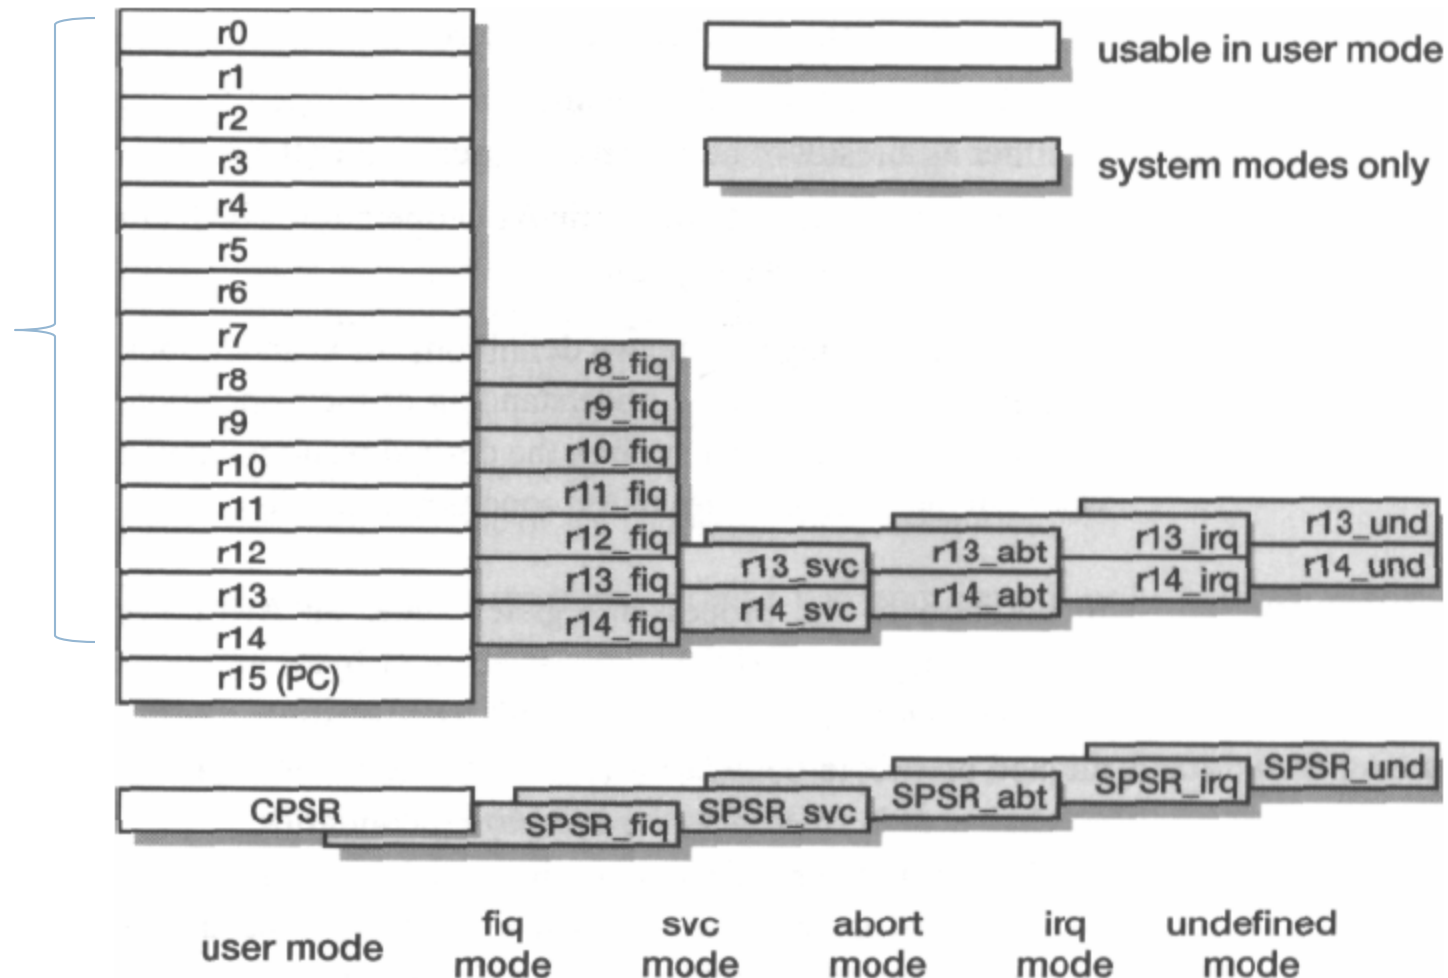 r0
r1
r2
r3
r4
r5
r6
r7
r8
r9
r10
r11
r12
r13
r14
r15 (PC)
usable in user mode
system modes only
r8_fiq
r9_fiq
r10_fiq
r11_fiq
r12_fiq
r13_fiq
r14_fiq
r13_svc
r14_svc
r13_abt
r14_abt
r13_irq
r14_irq
r13_und
r14_und
CPSR
SPSR_fiq
SPSR_svc
SPSR_abt
SPSR_irq
SPSR_und
user mode
fiq
mode
svc
mode
abort
mode
irq
mode
undefined
mode